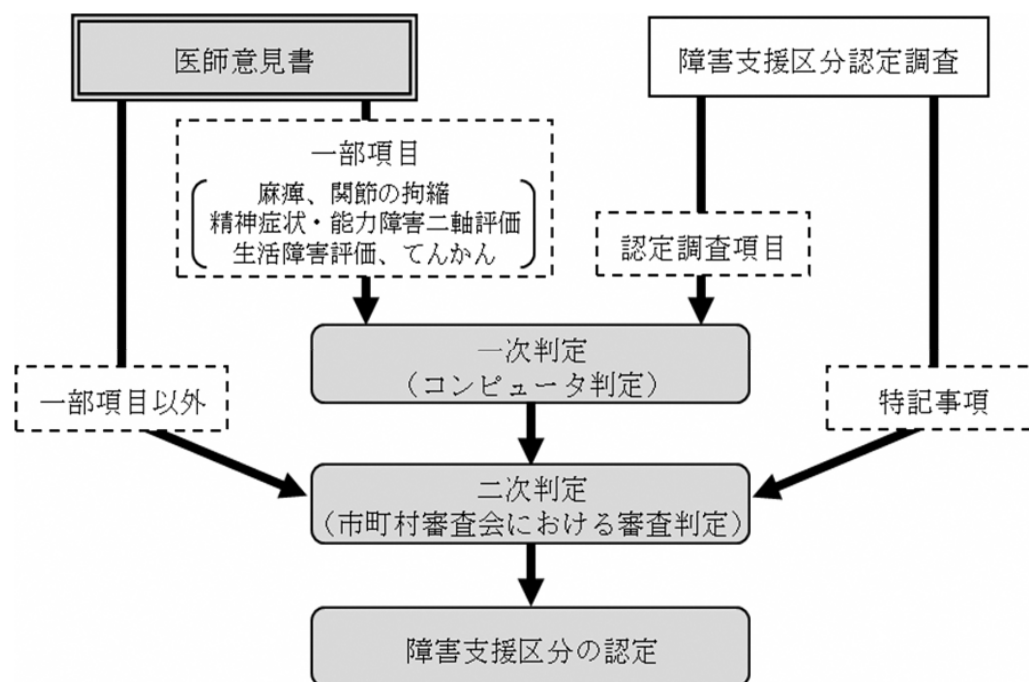 医師意見書
障害支援区分認定調査
一部項目
麻痺、関節の拘縮
精神症状・能力障害二軸評価
生活障害評価、てんかん
認定調査項目
一次判定
（コンピュータ判定）
一部項目以外
特記事項
二次判定
（市町村審査会における審査判定）
障害支援区分の認定